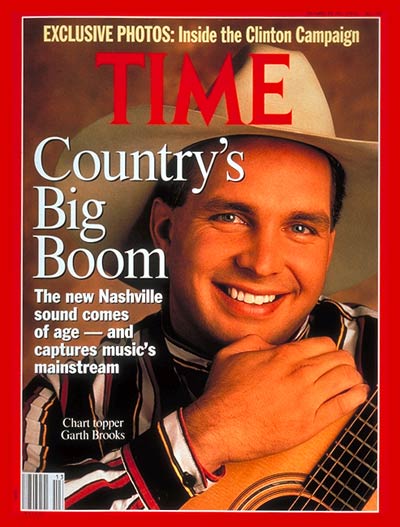 EXCLUSIVE PHOTOS: Inside the Clinton Campaign
TIME
Country's
Big
Boom
The new Nashville
sound comes
of age — and
captures music's
mainstream
Chart topper
Garth Brooks